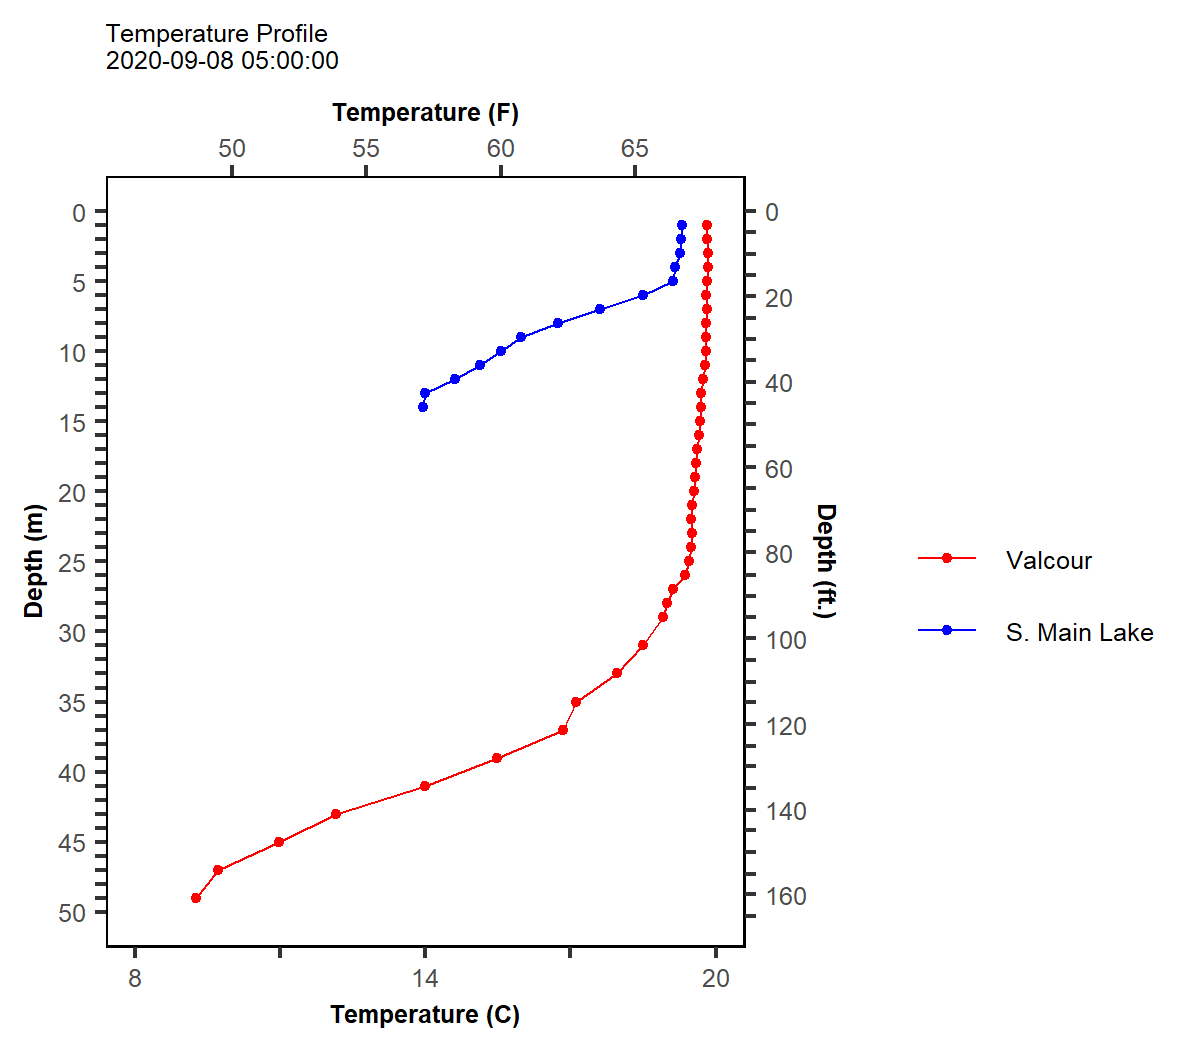 Temperature Profile
2020-09-08 05:00:00
Temperature (F)
50 55 60 65
0
5
10
15
20
25
30
35
40
45
50
Depth (m)
0
20
40
60
80
100
120
140
160
Depth (ft.)
8 14 20
Temperature (C)
Valcour
S. Main Lake